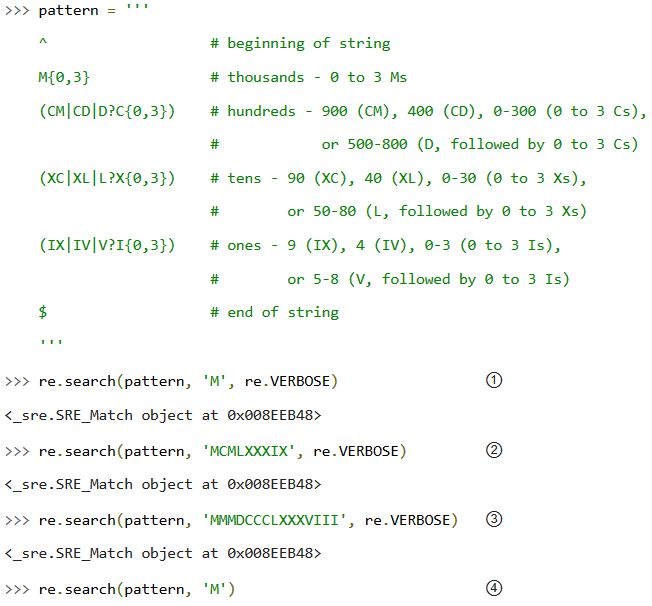 >>> pattern = '''
^ # beginning of string
M{0,3} # thousands - 0 to 3 Ms
(CM|CD|D?C{0,3}) # hundreds - 900 (CM), 400 (CD), 0-300 (0 to 3 Cs),
# or 500-800 (D, followed by 0 to 3 Cs)
(XC|XL|L?X{0,3}) # tens - 90 (XC), 40 (XL), 0-30 (0 to 3 Xs),
# or 50-80 (L, followed by 0 to 3 Xs)
(IX|IV|V?I{0,3}) # ones - 9 (IX), 4 (IV), 0-3 (0 to 3 Is),
# or 5-8 (V, followed by 0 to 3 Is)
$ # end of string
'''
>>> re.search(pattern, 'M', re.VERBOSE) ①
<_sre.SRE_Match object at 0x008EEB48>
>>> re.search(pattern, 'MCMLXXXIX', re.VERBOSE) ②
<_sre.SRE_Match object at 0x008EEB48>
>>> re.search(pattern, 'MMMDCCCLXXXVIII', re.VERBOSE) ③
<_sre.SRE_Match object at 0x008EEB48>
>>> re.search(pattern, 'M') ④